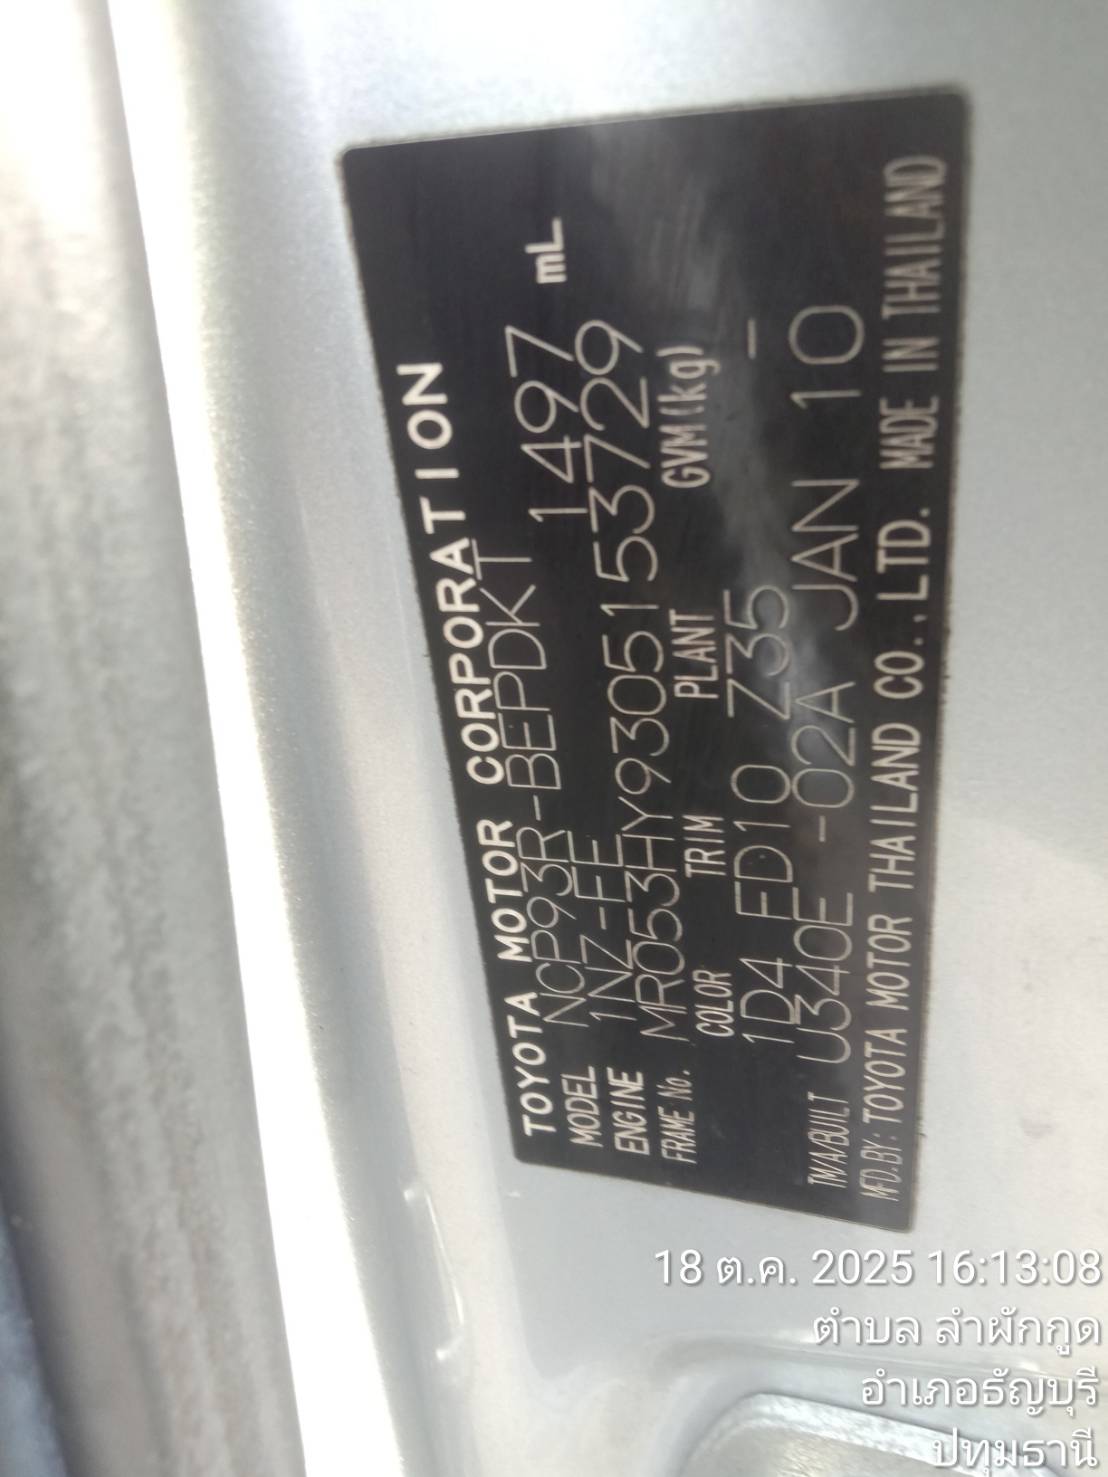 TOYOTA MOTOR CORPORATION
MODEL NCP93R-BEPDKT 1497 mL
ENGINE 1NZ-FE
FRAME No. MR053HY9305153729
COLOR TRIM PLANT GVM(kg)
1D4 FD10 Z35 -
TM/A/BUILT U340E -02A JAN 10
MFD.BY: TOYOTA MOTOR THAILAND CO.,LTD. MADE IN THAILAND
18 ต.ค. 2025 16:13:08
ตำบล ลำผักกูด
อำเภอธัญบุรี
ปทุมธานี